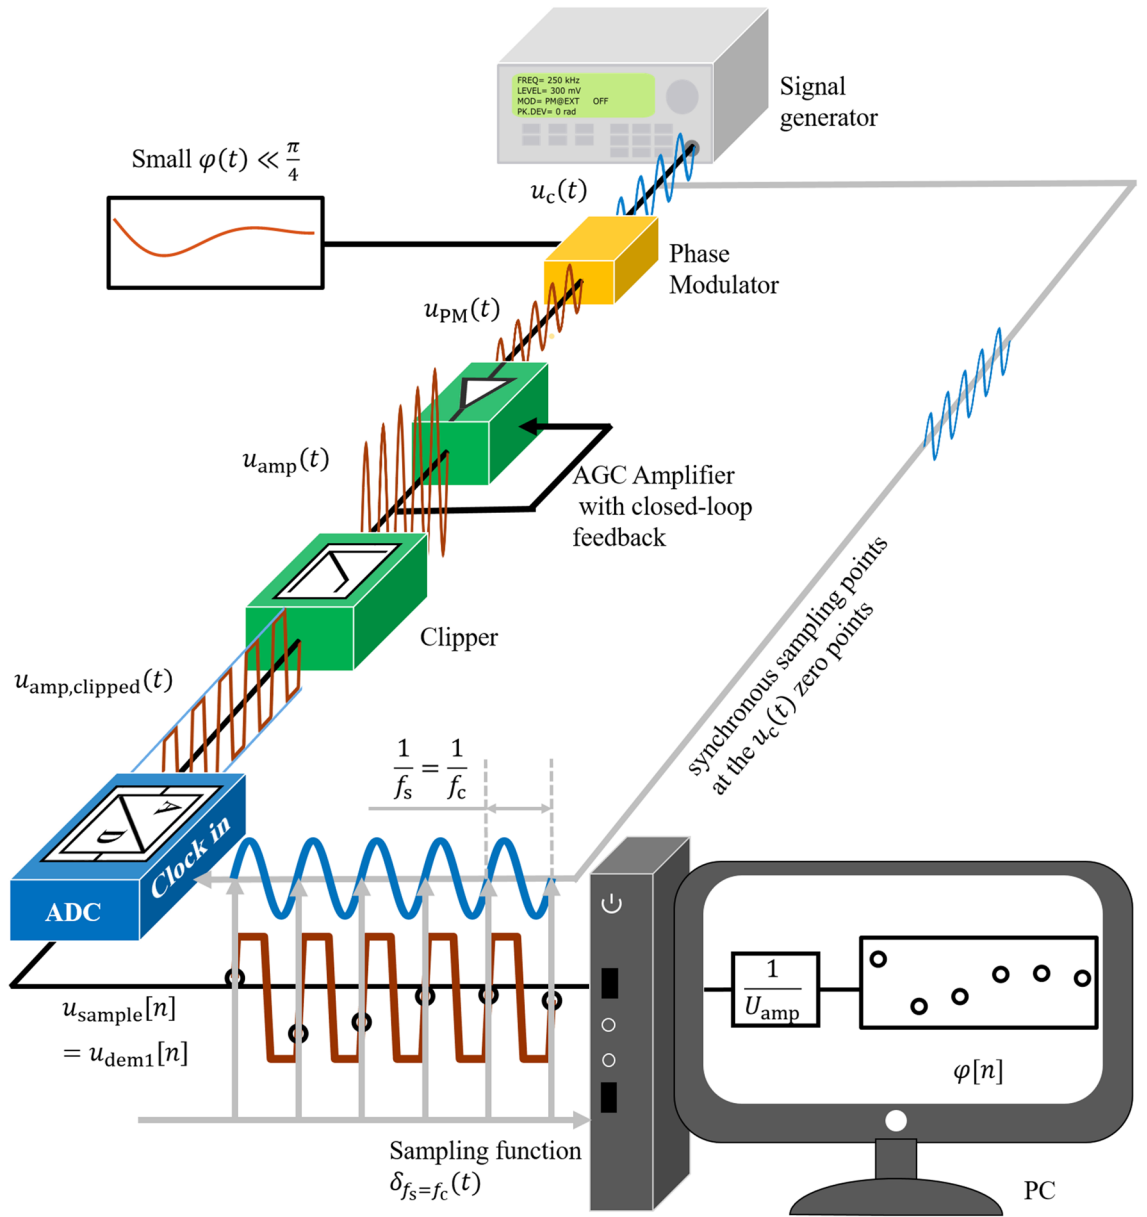 FREQ= 250 kHz
LEVEL= 300 mV
MOD= PM@EXT OFF
PK.DEV= 0 rad
Signal
generator
Small φ(t) ≪ π/4
u_c(t)
Phase
Modulator
u_PM(t)
u_amp(t)
AGC Amplifier
with closed-loop
feedback
Clipper
u_amp,clipped(t)
synchronous sampling points
at the u_c(t) zero points
1/f_s = 1/f_c
A
D
Clock in
ADC
u_sample[n]
= u_dem1[n]
1/U_amp
φ[n]
Sampling function
δ_f_s=f_c(t)
PC